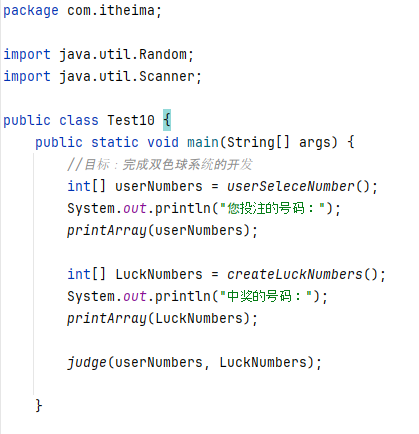 package com.itheima;
import java.util.Random;
import java.util.Scanner;
public class Test10 {
public static void main(String[] args) {
//目标：完成双色球系统的开发
int[] userNumbers = userSeleceNumber();
System.out.println("您投注的号码：");
printArray(userNumbers);
int[] LuckNumbers = createLuckNumbers();
System.out.println("中奖的号码：");
printArray(LuckNumbers);
judge(userNumbers, LuckNumbers);
}